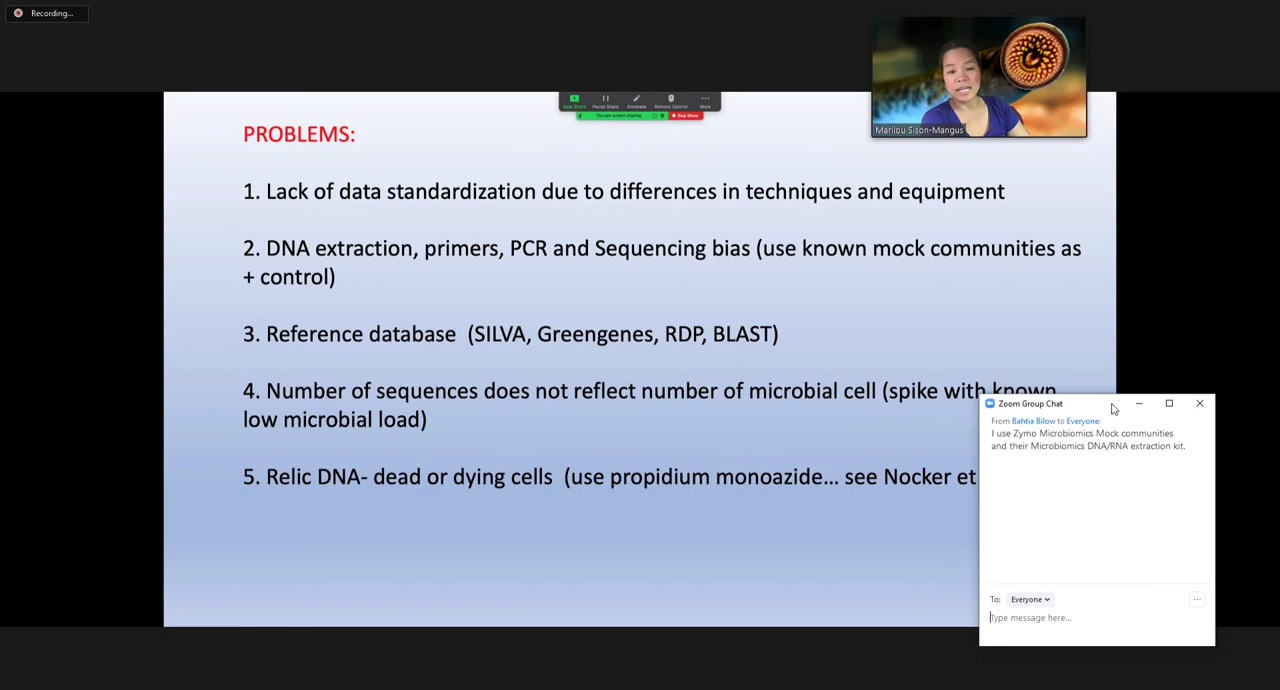 Recording...
New Share Pause Share Annotate Remote Control More
You are screen sharing Stop Share
Marilou Sison-Mangus
PROBLEMS:
1. Lack of data standardization due to differences in techniques and equipment
2. DNA extraction, primers, PCR and Sequencing bias (use known mock communities as
+ control)
3. Reference database (SILVA, Greengenes, RDP, BLAST)
4. Number of sequences does not reflect number of microbial cell (spike with known
low microbial load)
5. Relic DNA- dead or dying cells (use propidium monoazide... see Nocker et
Zoom Group Chat
From Bahtia Bilow to Everyone:
I use Zymo Microbiomics Mock communities
and their Microbiomics DNA/RNA extraction kit.
To: Everyone
Type message here...